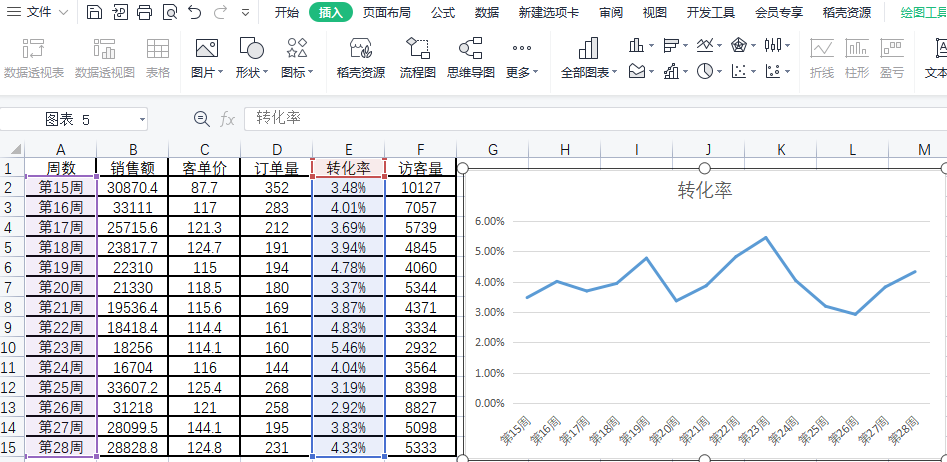 文件 开始 插入 页面布局 公式 数据 新建选项卡 审阅 视图 开发工具 会员专享 稻壳资源 绘图工具
数据透视表 数据透视图 表格 图片 形状 图标 稻壳资源 流程图 思维导图 更多 全部图表 折线 柱形 盈亏 文本
图表 5 fx 转化率
A B C D E F G H I J K L M
1 周数 销售额 客单价 订单量 转化率 访客量
2 第15周 30870.4 87.7 352 3.48% 10127
3 第16周 33111 117 283 4.01% 7057
4 第17周 25715.6 121.3 212 3.69% 5739
5 第18周 23817.7 124.7 191 3.94% 4845
6 第19周 22310 115 194 4.78% 4060
7 第20周 21330 118.5 180 3.37% 5344
8 第21周 19536.4 115.6 169 3.87% 4371
9 第22周 18418.4 114.4 161 4.83% 3334
10 第23周 18256 114.1 160 5.46% 2932
11 第24周 16704 116 144 4.04% 3564
12 第25周 33607.2 125.4 268 3.19% 8398
13 第26周 31218 121 258 2.92% 8827
14 第27周 28099.5 144.1 195 3.83% 5098
15 第28周 28828.8 124.8 231 4.33% 5333
转化率
6.00%
5.00%
4.00%
3.00%
2.00%
1.00%
0.00%
第15周 第16周 第17周 第18周 第19周 第20周 第21周 第22周 第23周 第24周 第25周 第26周 第27周 第28周